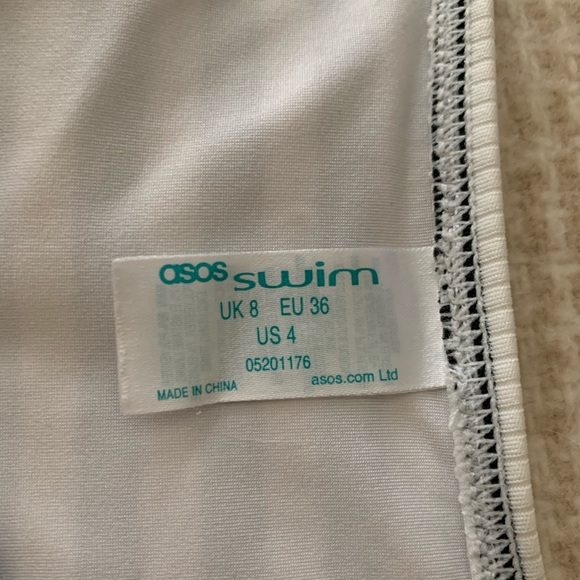 asos swim
UK 8 EU 36
US 4
05201176
MADE IN CHINA asos.com Ltd